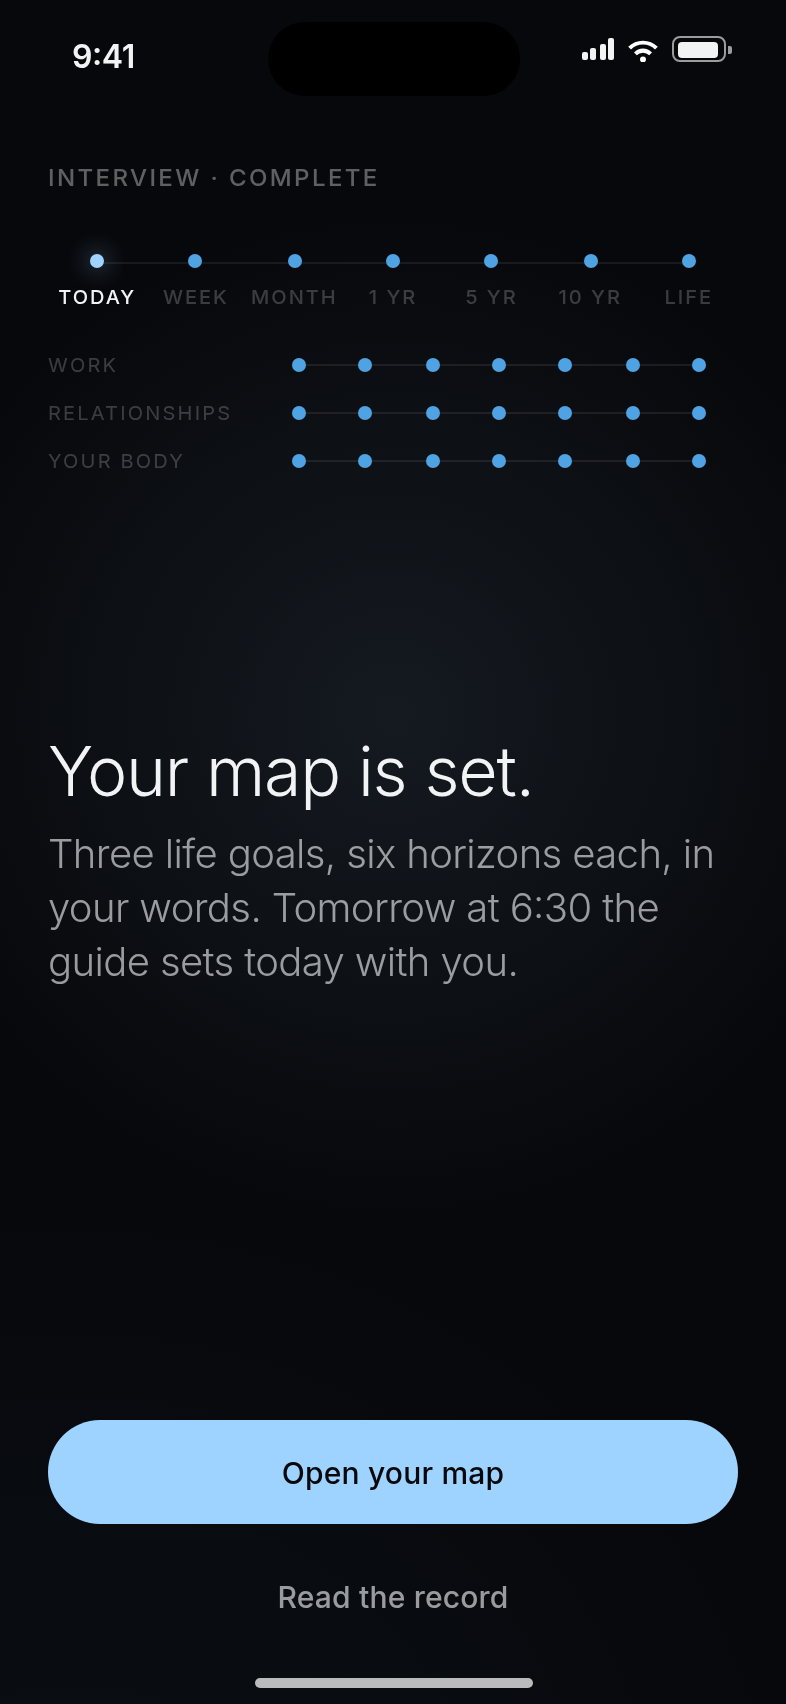 9:41
INTERVIEW · COMPLETE
TODAY WEEK MONTH 1 YR 5 YR 10 YR LIFE
WORK
RELATIONSHIPS
YOUR BODY
Your map is set.
Three life goals, six horizons each, in
your words. Tomorrow at 6:30 the
guide sets today with you.
Open your map
Read the record